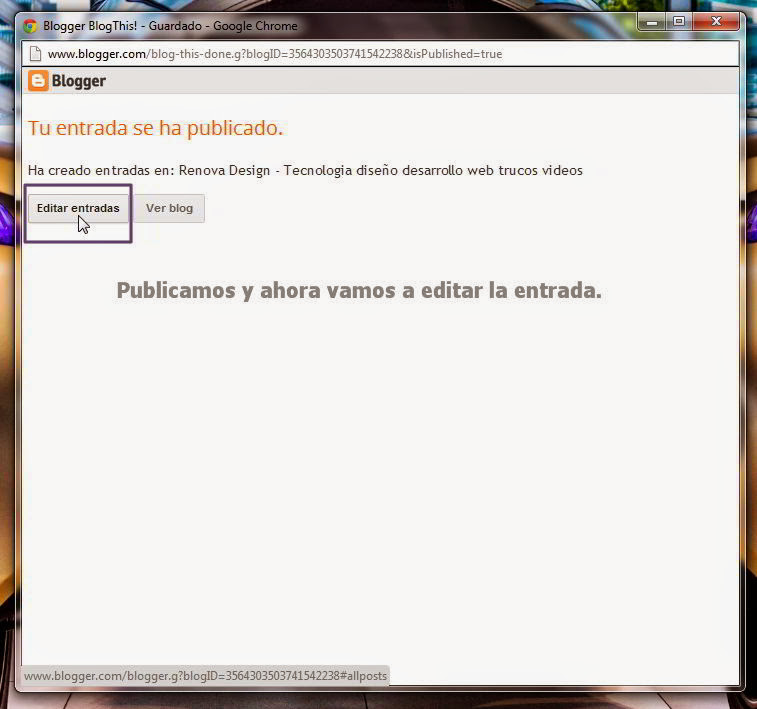 Blogger BlogThis! - Guardado - Google Chrome
www.blogger.com/blog-this-done.g?blogID=3564303503741542238&isPublished=true
Blogger
Tu entrada se ha publicado.
Ha creado entradas en: Renova Design - Tecnologia diseño desarrollo web trucos videos
Editar entradas Ver blog
Publicamos y ahora vamos a editar la entrada.
www.blogger.com/blogger.g?blogID=3564303503741542238#allposts